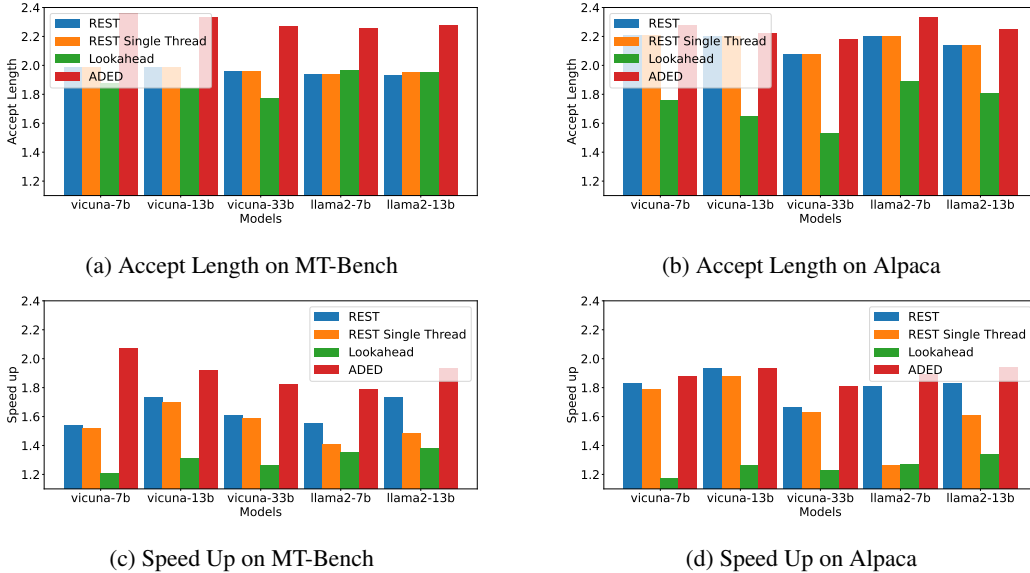 2.4
2.2
2.0
1.8
1.6
1.4
1.2
Accept Length
REST
REST Single Thread
Lookahead
ADED
vicuna-7b vicuna-13b vicuna-33b llama2-7b llama2-13b
Models
(a) Accept Length on MT-Bench
2.4
2.2
2.0
1.8
1.6
1.4
1.2
Accept Length
REST
REST Single Thread
Lookahead
ADED
vicuna-7b vicuna-13b vicuna-33b llama2-7b llama2-13b
Models
(b) Accept Length on Alpaca
2.4
2.2
2.0
1.8
1.6
1.4
1.2
Speed up
REST
REST Single Thread
Lookahead
ADED
vicuna-7b vicuna-13b vicuna-33b llama2-7b llama2-13b
Models
(c) Speed Up on MT-Bench
2.4
2.2
2.0
1.8
1.6
1.4
1.2
Speed up
REST
REST Single Thread
Lookahead
ADED
vicuna-7b vicuna-13b vicuna-33b llama2-7b llama2-13b
Models
(d) Speed Up on Alpaca